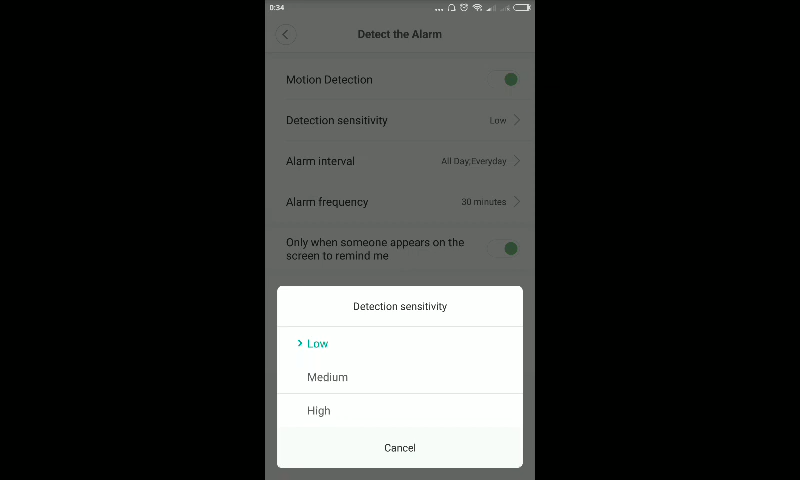 0:34
Detect the Alarm
Motion Detection
Detection sensitivity
Low
Alarm interval
All Day,Everyday
Alarm frequency
30 minutes
Only when someone appears on the
screen to remind me
Detection sensitivity
Low
Medium
High
Cancel